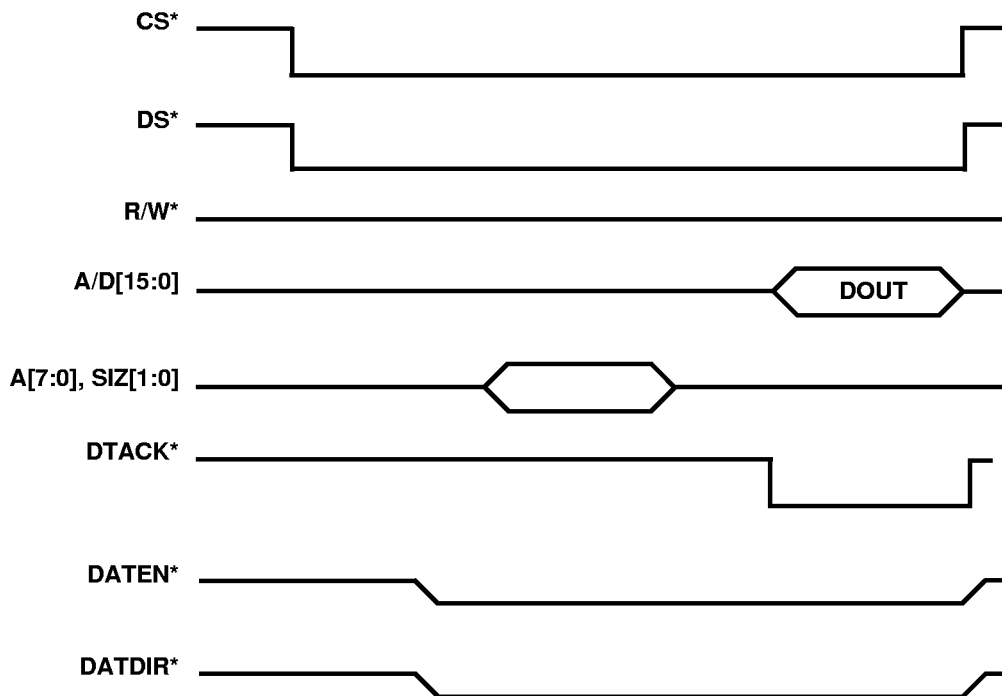 CS*
DS*
R/W*
A/D[15:0]
DOUT
A[7:0], SIZ[1:0]
DTACK*
DATEN*
DATDIR*